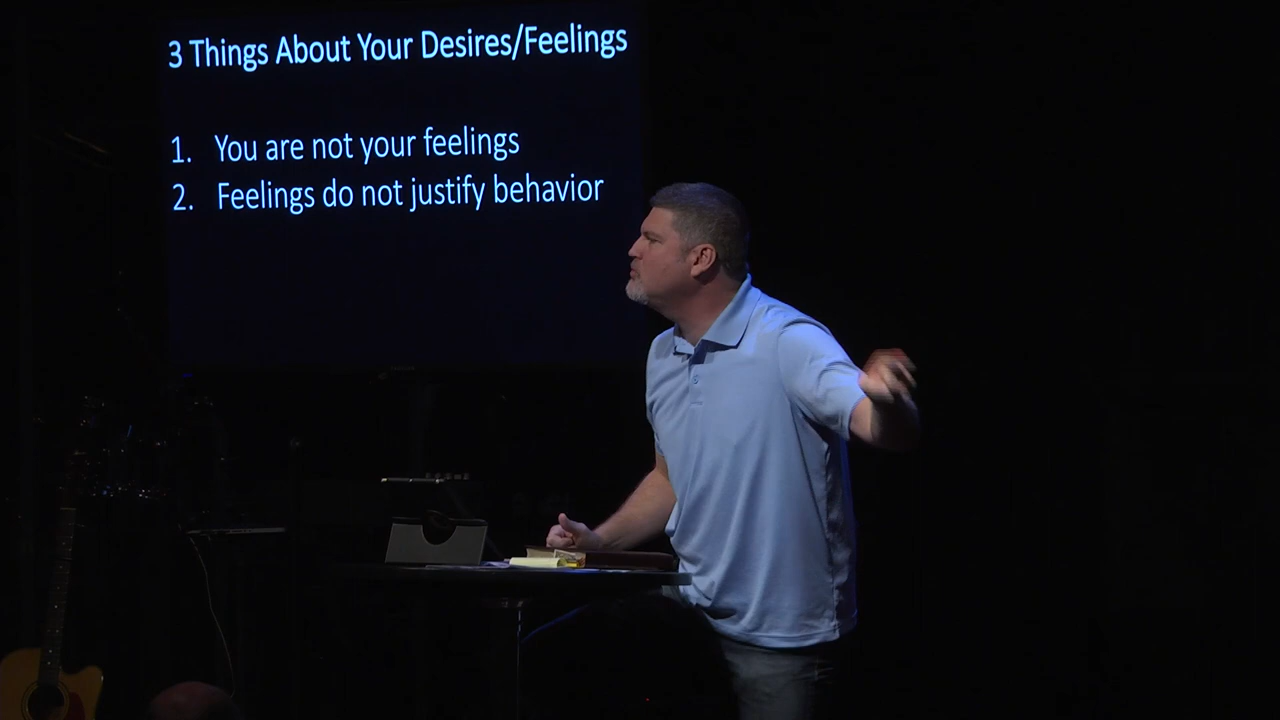 3 Things About Your Desires/Feelings
1. You are not your feelings
2. Feelings do not justify behavior